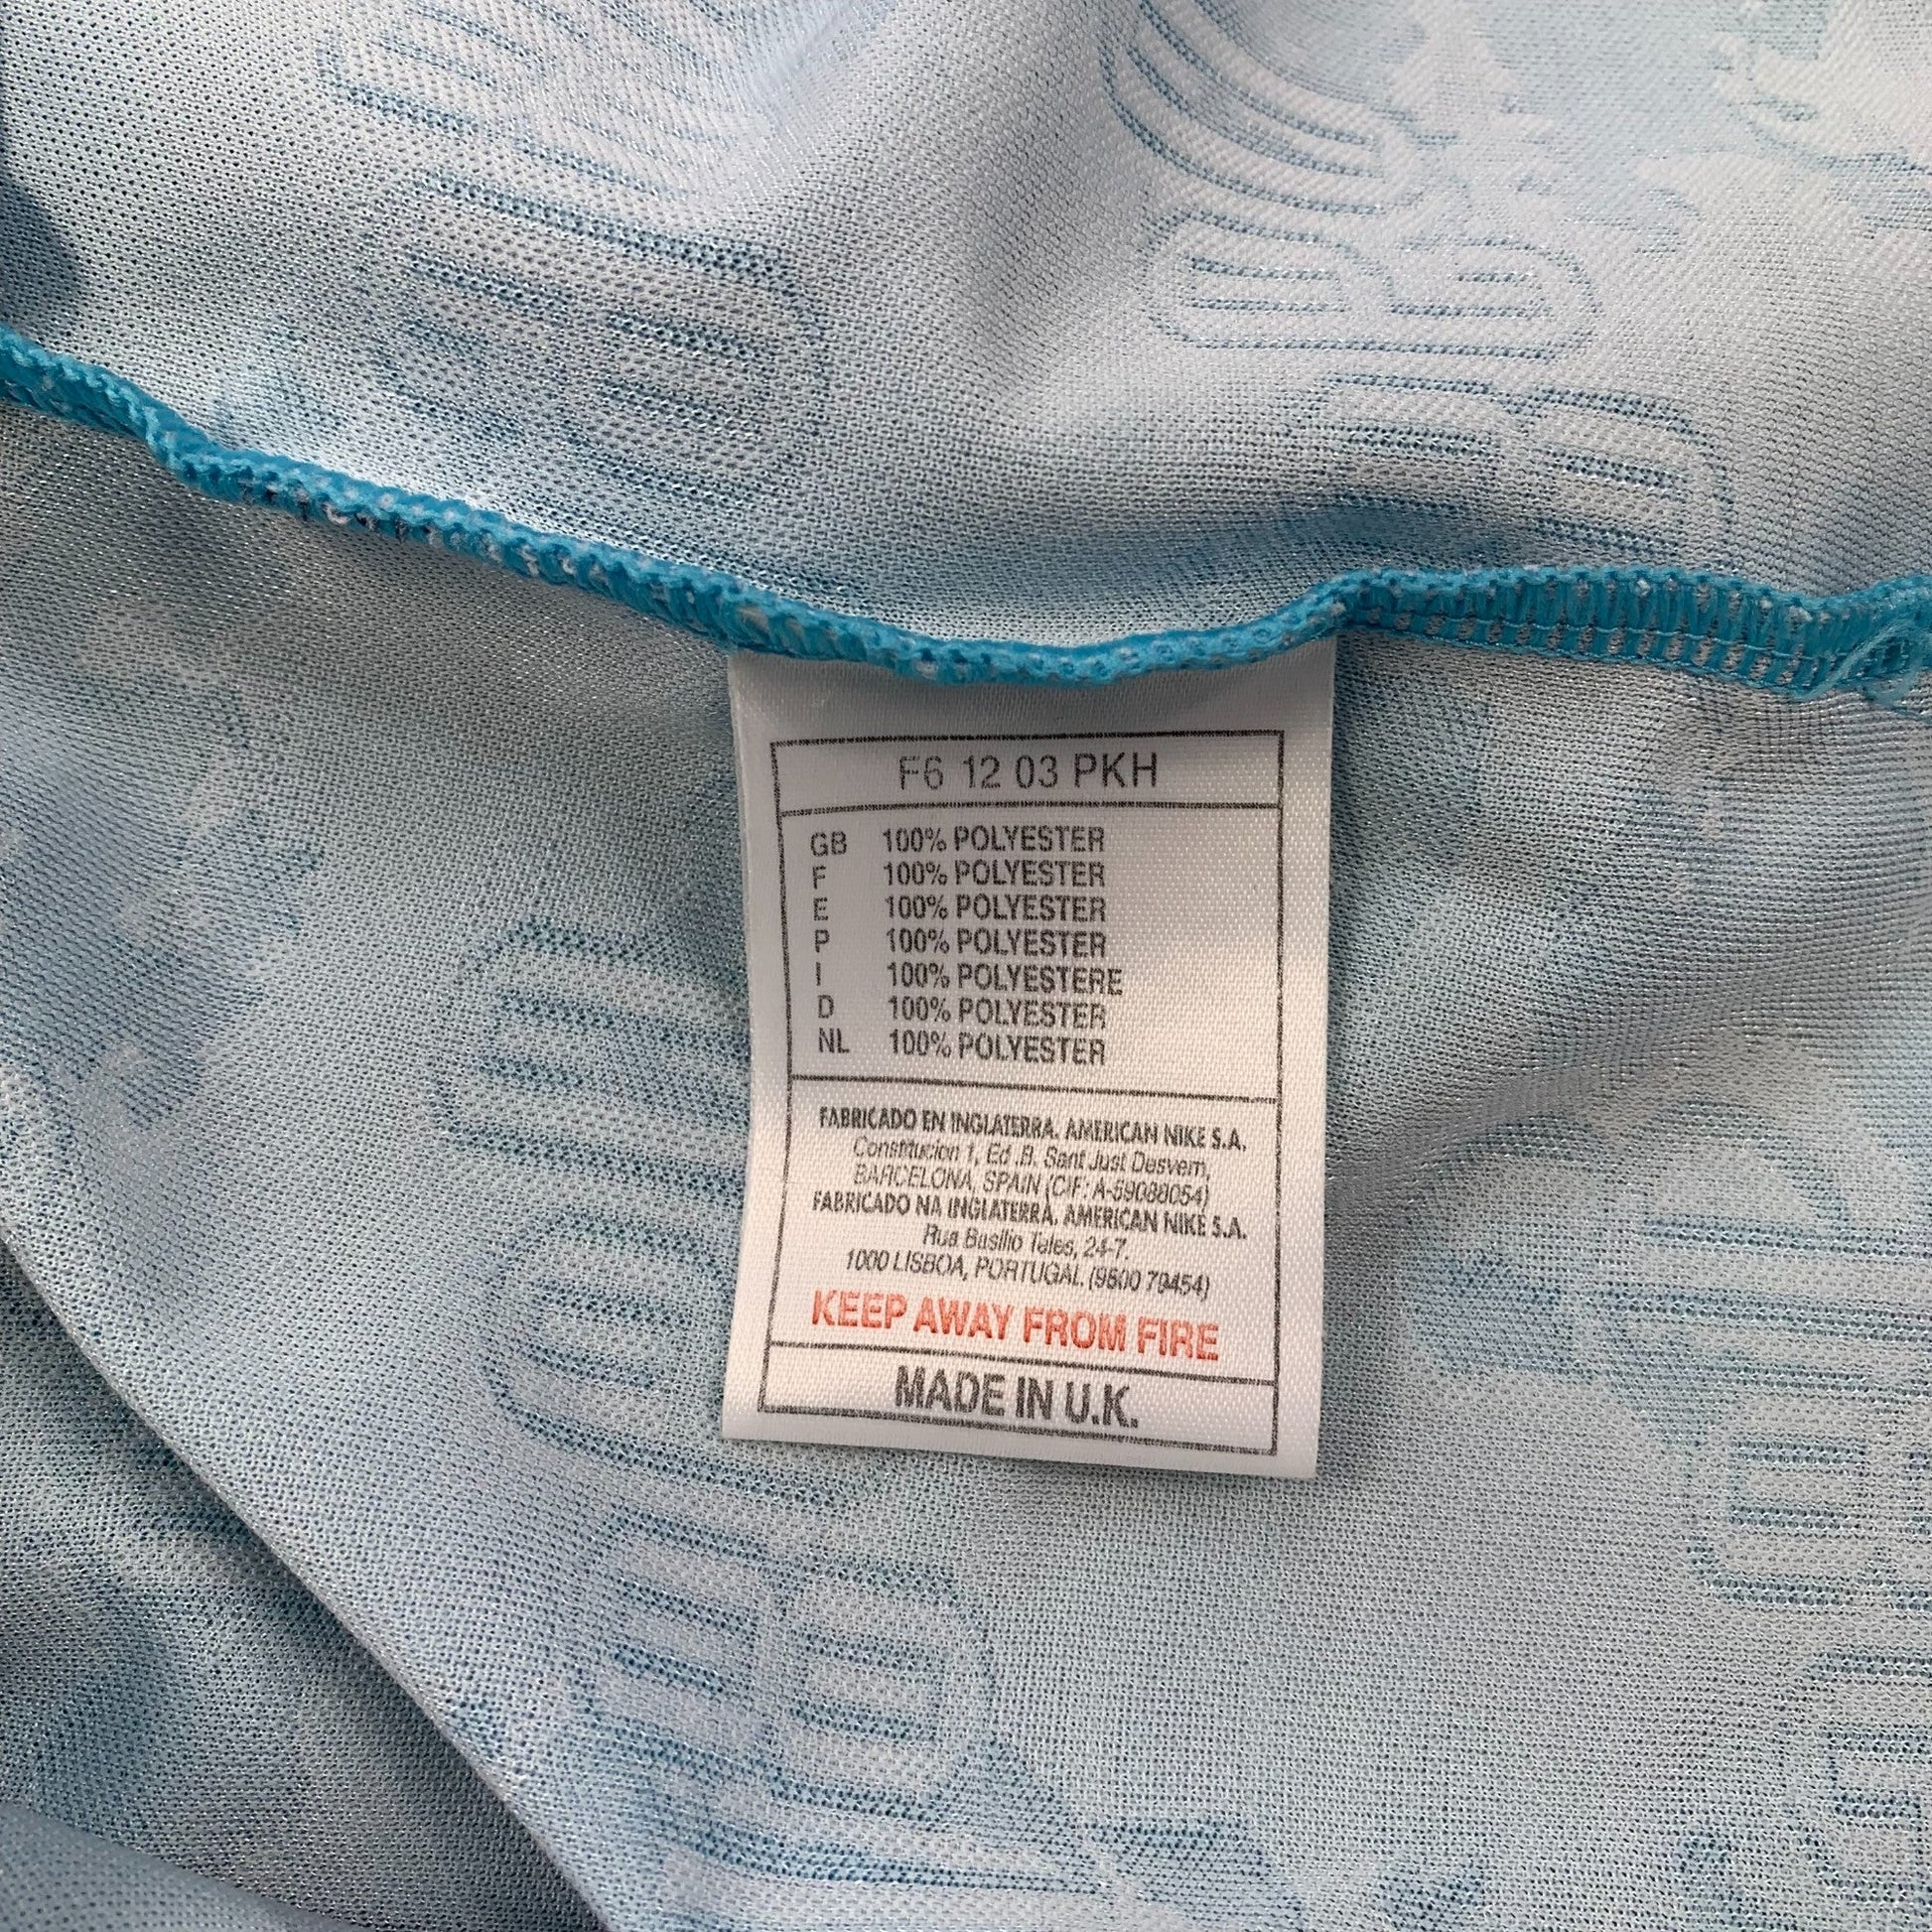 F6 12 03 PKH
GB 100% POLYESTER
F 100% POLYESTER
E 100% POLYESTER
P 100% POLYESTER
I 100% POLYESTERE
D 100% POLYESTER
NL 100% POLYESTER
FABRICADO EN INGLATERRA. AMERICAN NIKE S.A.
Constitucion 1, Ed .B. Sant Just Desvern,
BARCELONA, SPAIN (CIF: A-59088054)
FABRICADO NA INGLATERRA. AMERICAN NIKE S.A.
Rua Basilio Teles, 24-7.
1000 LISBOA, PORTUGAL. (9800 79454)
KEEP AWAY FROM FIRE
MADE IN U.K.